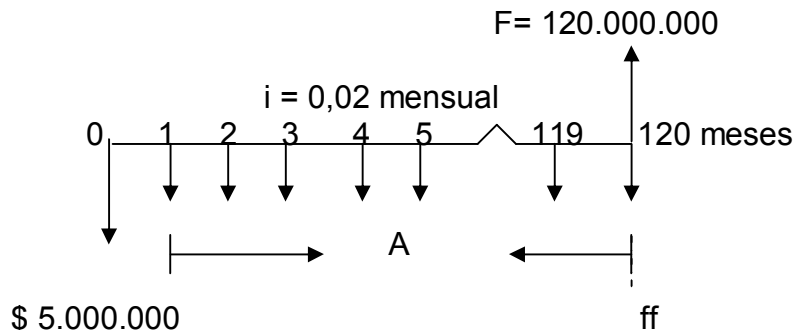 F= 120.000.000
i = 0,02 mensual
0 1 2 3 4 5 119 120 meses
A
$ 5.000.000 ff